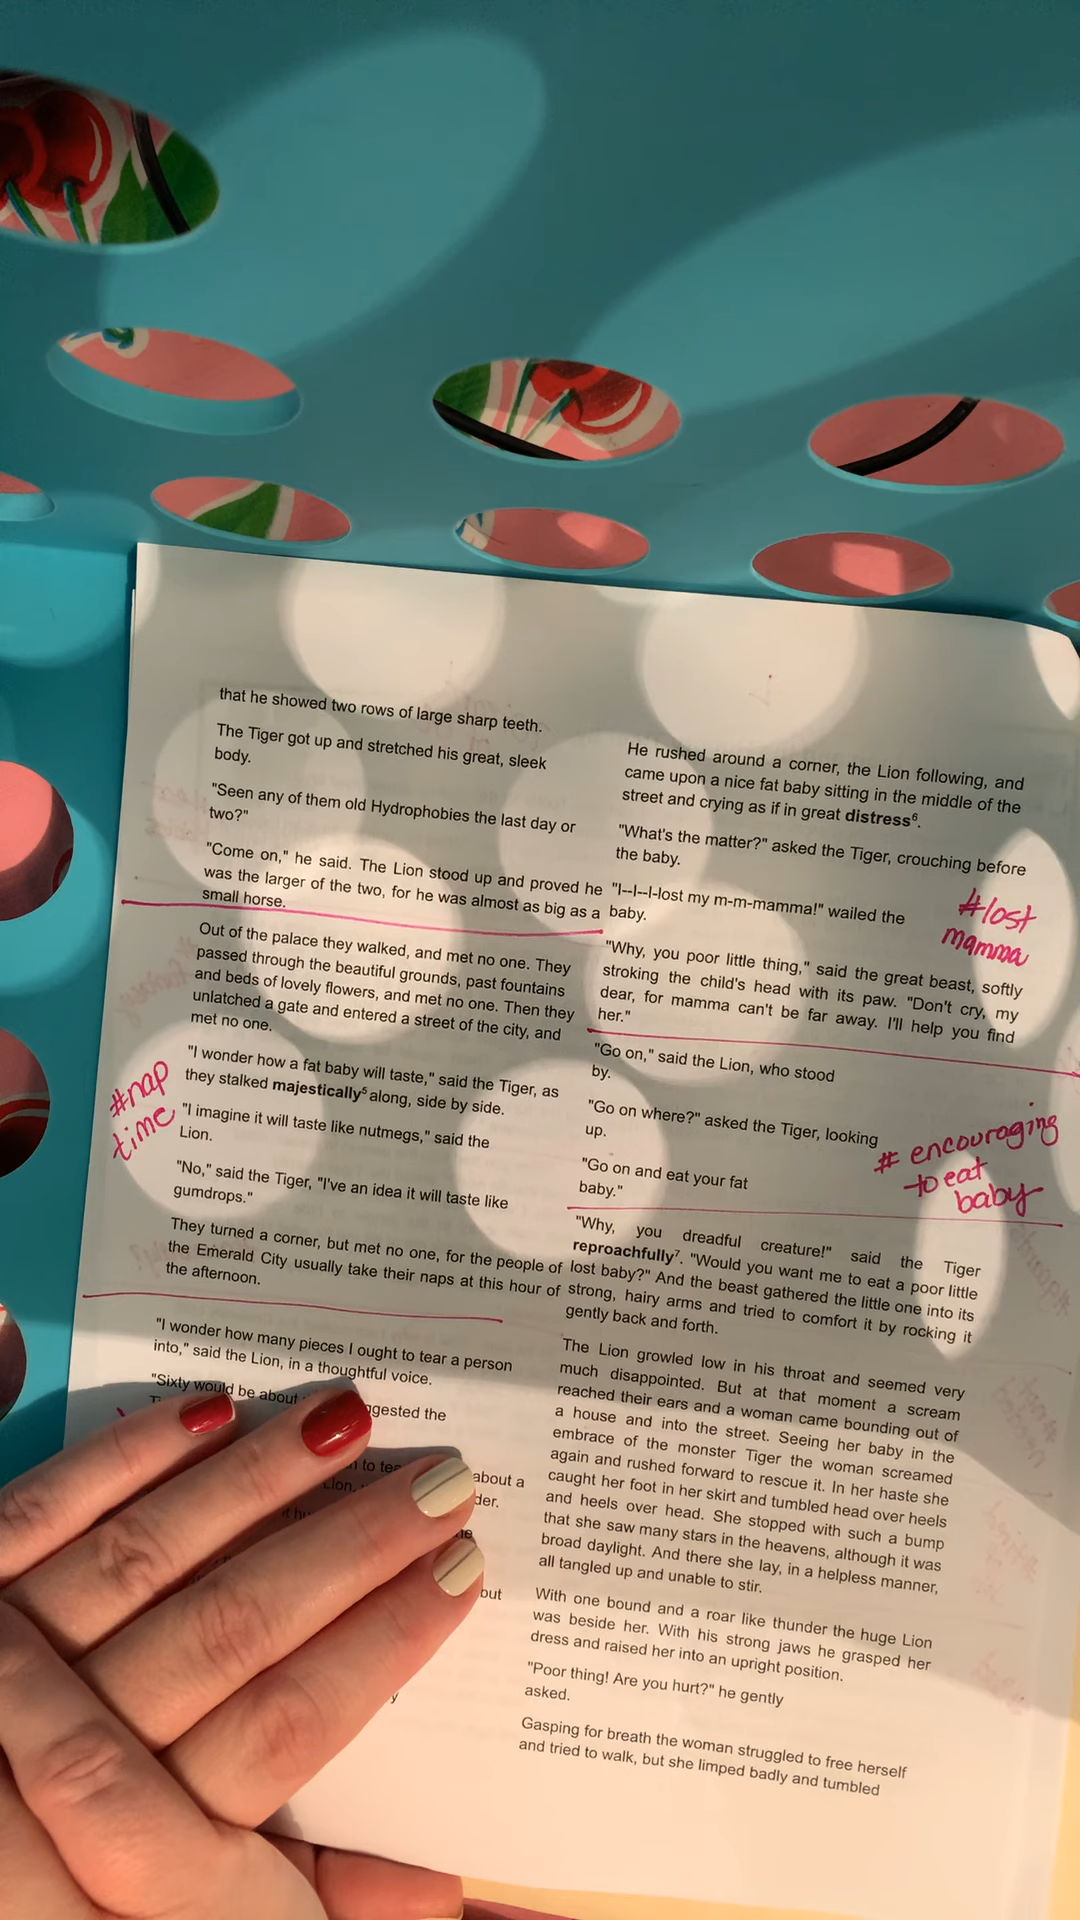 that he showed two rows of large sharp teeth.
The Tiger got up and stretched his great, sleek
body.
"Seen any of them old Hydrophobies the last day or
two?"
"Come on," he said. The Lion stood up and proved he
was the larger of the two, for he was almost as big as a
small horse.
Out of the palace they walked, and met no one. They
passed through the beautiful grounds, past fountains
and beds of lovely flowers, and met no one. Then they
unlatched a gate and entered a street of the city, and
met no one.
"I wonder how a fat baby will taste," said the Tiger, as
they stalked majestically⁵ along, side by side.
"I imagine it will taste like nutmegs," said the
Lion.
"No," said the Tiger, "I've an idea it will taste like
gumdrops."
#nap
time
They turned a corner, but met no one, for the people of
the Emerald City usually take their naps at this hour of
the afternoon.
"I wonder how many pieces I ought to tear a person
into," said the Lion, in a thoughtful voice.
"Sixty would be about
ggested the
to
about a
der.
but
y
He rushed around a corner, the Lion following, and
came upon a nice fat baby sitting in the middle of the
street and crying as if in great distress⁶.
"What's the matter?" asked the Tiger, crouching before
the baby.
"I--I--I-lost my m-m-mamma!" wailed the
baby.
#lost
mamma
"Why, you poor little thing," said the great beast, softly
stroking the child's head with its paw. "Don't cry, my
dear, for mamma can't be far away. I'll help you find
her."
"Go on," said the Lion, who stood
by.
"Go on where?" asked the Tiger, looking
up.
"Go on and eat your fat
baby."
# encouraging
to eat
baby
"Why, you dreadful creature!" said the Tiger
reproachfully⁷. "Would you want me to eat a poor little
lost baby?" And the beast gathered the little one into its
strong, hairy arms and tried to comfort it by rocking it
gently back and forth.
The Lion growled low in his throat and seemed very
much disappointed. But at that moment a scream
reached their ears and a woman came bounding out of
a house and into the street. Seeing her baby in the
embrace of the monster Tiger the woman screamed
again and rushed forward to rescue it. In her haste she
caught her foot in her skirt and tumbled head over heels
and heels over head. She stopped with such a bump
that she saw many stars in the heavens, although it was
broad daylight. And there she lay, in a helpless manner,
all tangled up and unable to stir.
With one bound and a roar like thunder the huge Lion
was beside her. With his strong jaws he grasped her
dress and raised her into an upright position.
"Poor thing! Are you hurt?" he gently
asked.
Gasping for breath the woman struggled to free herself
and tried to walk, but she limped badly and tumbled